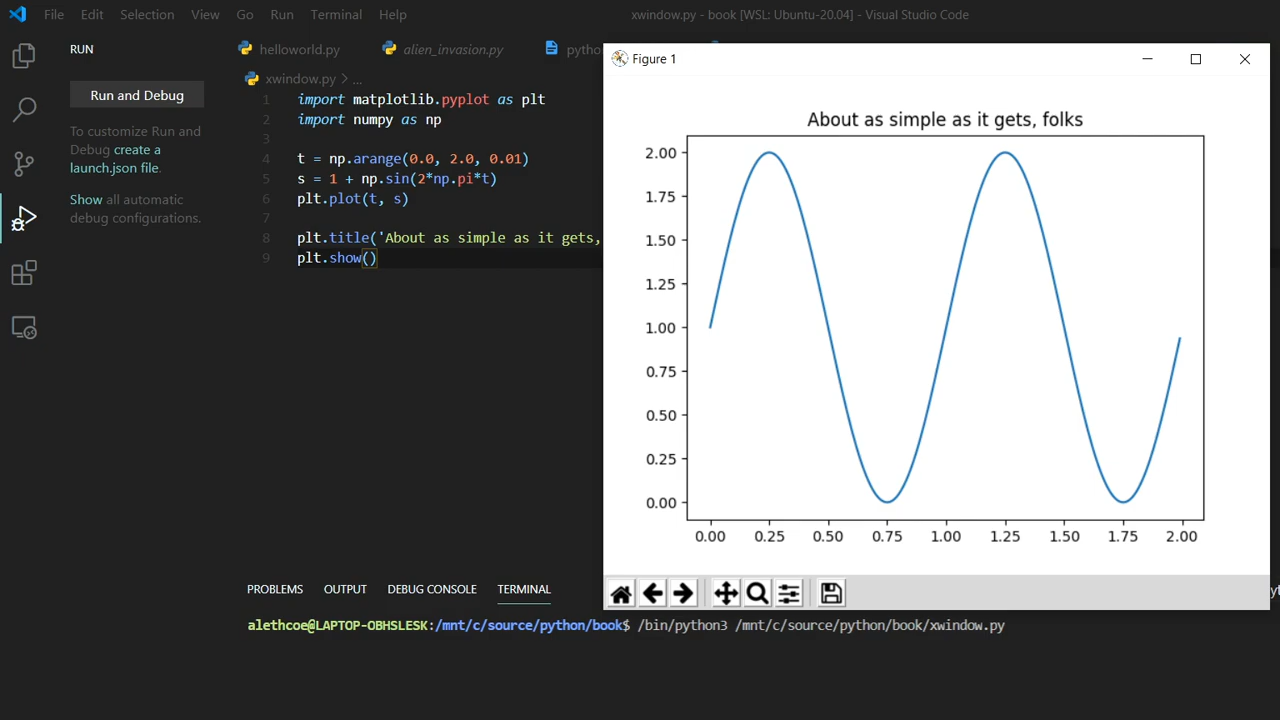 File Edit Selection View Go Run Terminal Help
xwindow.py - book [WSL: Ubuntu-20.04] - Visual Studio Code
RUN
Run and Debug
To customize Run and
Debug create a
launch.json file.
Show all automatic
debug configurations.
helloworld.py
alien_invasion.py
xwindow.py > ...
1 import matplotlib.pyplot as plt
2 import numpy as np
3
4 t = np.arange(0.0, 2.0, 0.01)
5 s = 1 + np.sin(2*np.pi*t)
6 plt.plot(t, s)
7
8 plt.title('About as simple as it gets,
9 plt.show()
Figure 1
About as simple as it gets, folks
2.00
1.75
1.50
1.25
1.00
0.75
0.50
0.25
0.00
0.00 0.25 0.50 0.75 1.00 1.25 1.50 1.75 2.00
PROBLEMS OUTPUT DEBUG CONSOLE TERMINAL
alethcoe@LAPTOP-OBHSLESK:/mnt/c/source/python/book$ /bin/python3 /mnt/c/source/python/book/xwindow.py